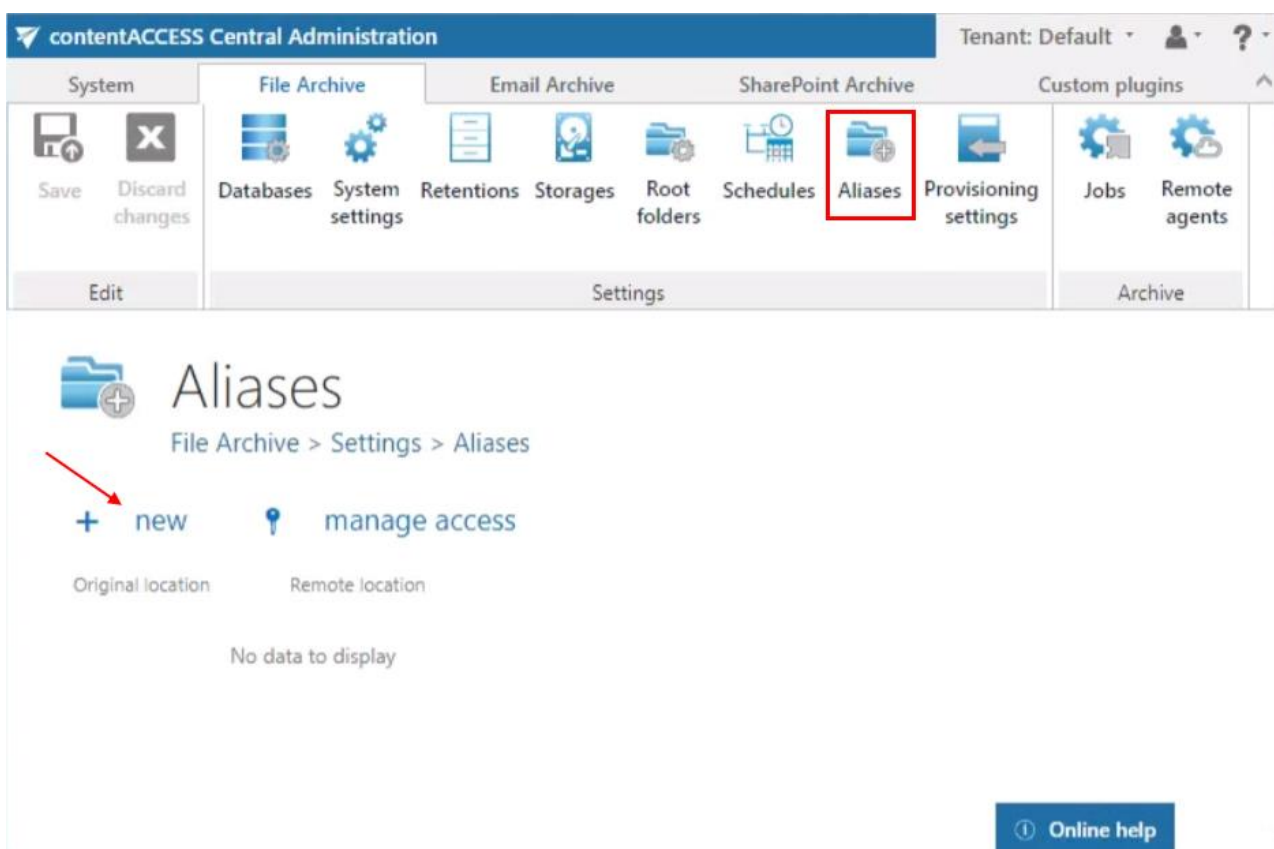 contentACCESS Central Administration Tenant: Default ?
System File Archive Email Archive SharePoint Archive Custom plugins
Save Discard changes Databases System settings Retentions Storages Root folders Schedules Aliases Provisioning settings Jobs Remote agents
Edit Settings Archive
Aliases
File Archive > Settings > Aliases
+ new manage access
Original location Remote location
No data to display
Online help